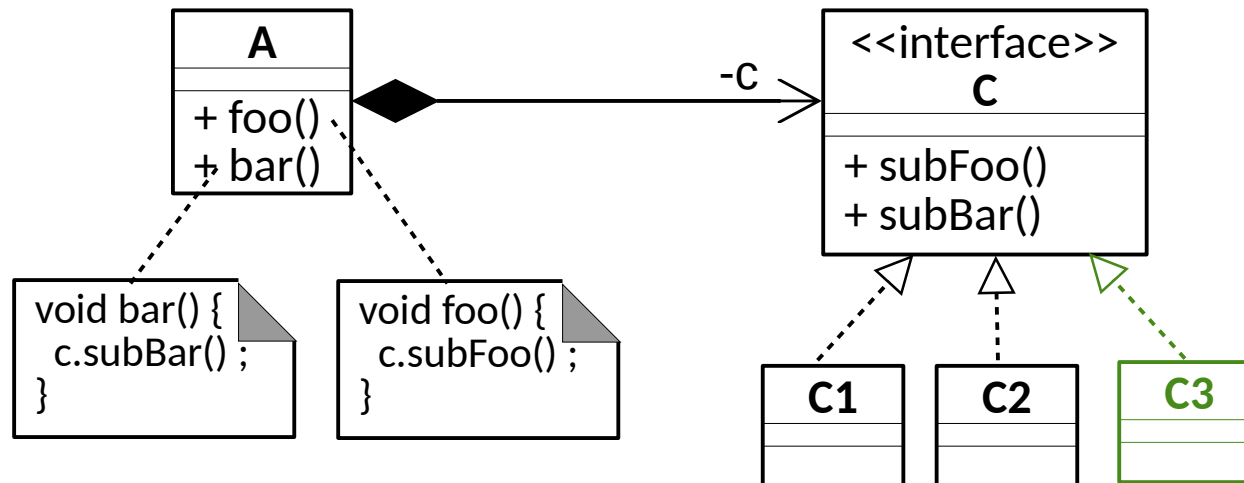 A
+ foo()
+ bar()
-c
<<interface>>
C
+ subFoo()
+ subBar()
void bar() {
c.subBar() ;
}
void foo() {
c.subFoo() ;
}
C1
C2
C3